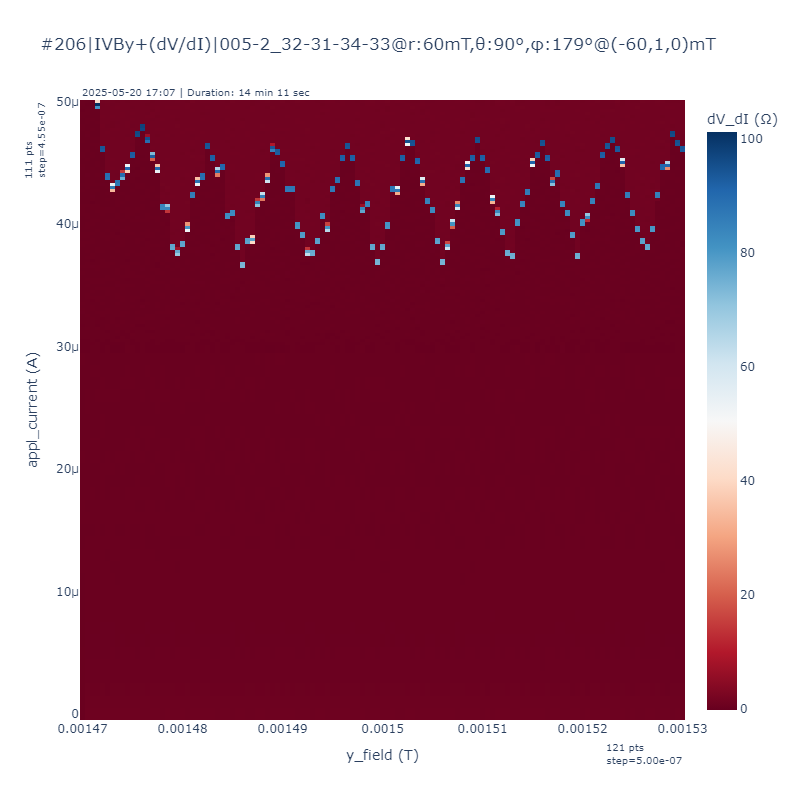 #206|IVBy+(dV/dI)|005-2_32-31-34-33@r:60mT,θ:90°,φ:179°@(-60,1,0)mT
2025-05-20 17:07 | Duration: 14 min 11 sec
111 pts
step=4.55e-07
dV_dI (Ω)
50μ
40μ
30μ
20μ
10μ
0
appl_current (A)
100
80
60
40
20
0
0.00147
0.00148
0.00149
0.0015
0.00151
0.00152
0.00153
y_field (T)
121 pts
step=5.00e-07